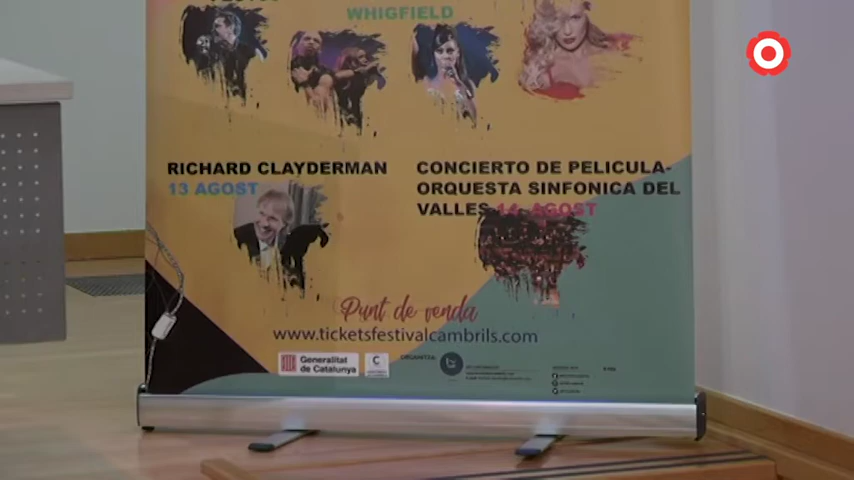 WHIGFIELD
RICHARD CLAYDERMAN
13 AGOST
CONCIERTO DE PELICULA-
ORQUESTA SINFONICA DEL
VALLES 14 AGOST
Punt de venda
www.ticketsfestivalcambrils.com
Generalitat
de Catalunya
C
ORGANITZA: